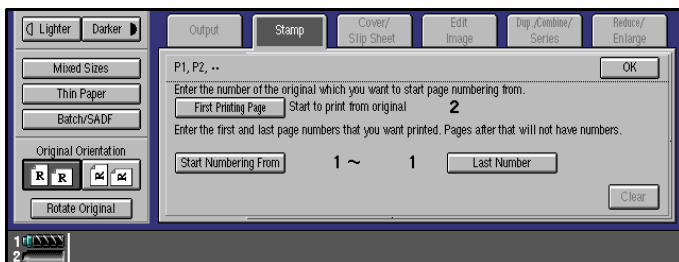 Lighter Darker
Output Stamp Cover/ Slip Sheet Edit Image Dup./Combine/ Series Reduce/ Enlarge
Mixed Sizes
Thin Paper
Batch/SADF
Original Orientation
R R R R
Rotate Original
P1, P2, ··
OK
Enter the number of the original which you want to start page numbering from.
First Printing Page Start to print from original 2
Enter the first and last page numbers that you want printed. Pages after that will not have numbers.
Start Numbering From 1 ~ 1 Last Number
Clear
1
2